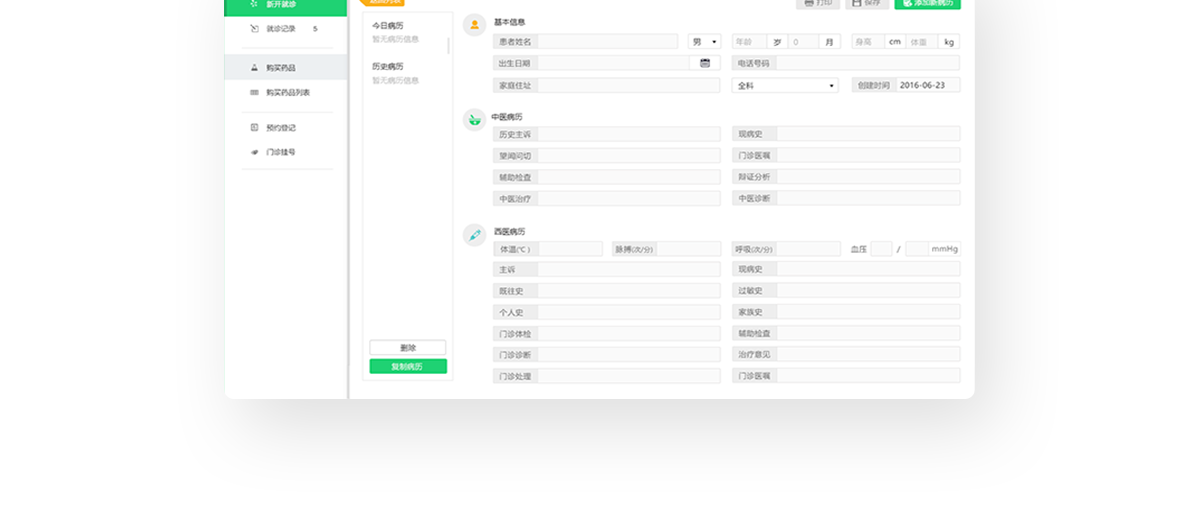 新开就诊
就诊记录 5
购买药品
购买药品列表
预约登记
门诊挂号
今日病历
暂无病历信息
历史病历
暂无病历信息
删除
复制病历
打印 保存 添加新病历
基本信息
患者姓名 男 年龄 岁 0 月 身高 cm 体重 kg
出生日期 电话号码
家庭住址 全科 创建时间 2016-06-23
中医病历
历史主诉 现病史
望闻问切 门诊医嘱
辅助检查 辩证分析
中医治疗 中医诊断
西医病历
体温(℃) 脉搏(次/分) 呼吸(次/分) 血压 / mmHg
主诉 现病史
既往史 过敏史
个人史 家族史
门诊体检 辅助检查
门诊诊断 治疗意见
门诊处理 门诊医嘱